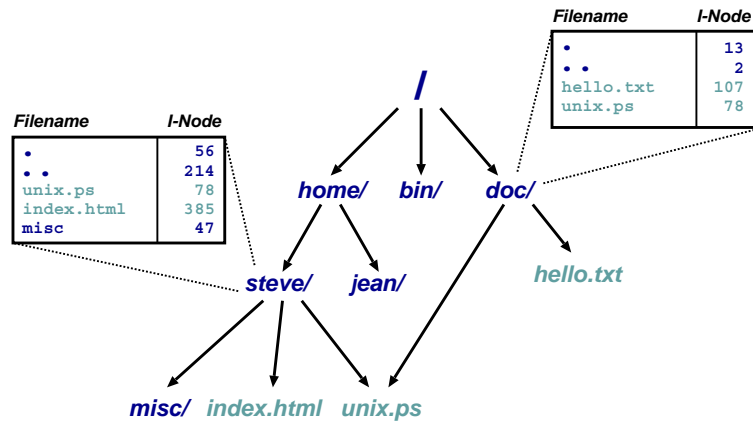 Filename I-Node
. 13
. . 2
hello.txt 107
unix.ps 78
/
Filename I-Node
. 56
. . 214
unix.ps 78
index.html 385
misc 47
home/ bin/ doc/
steve/ jean/ hello.txt
misc/ index.html unix.ps